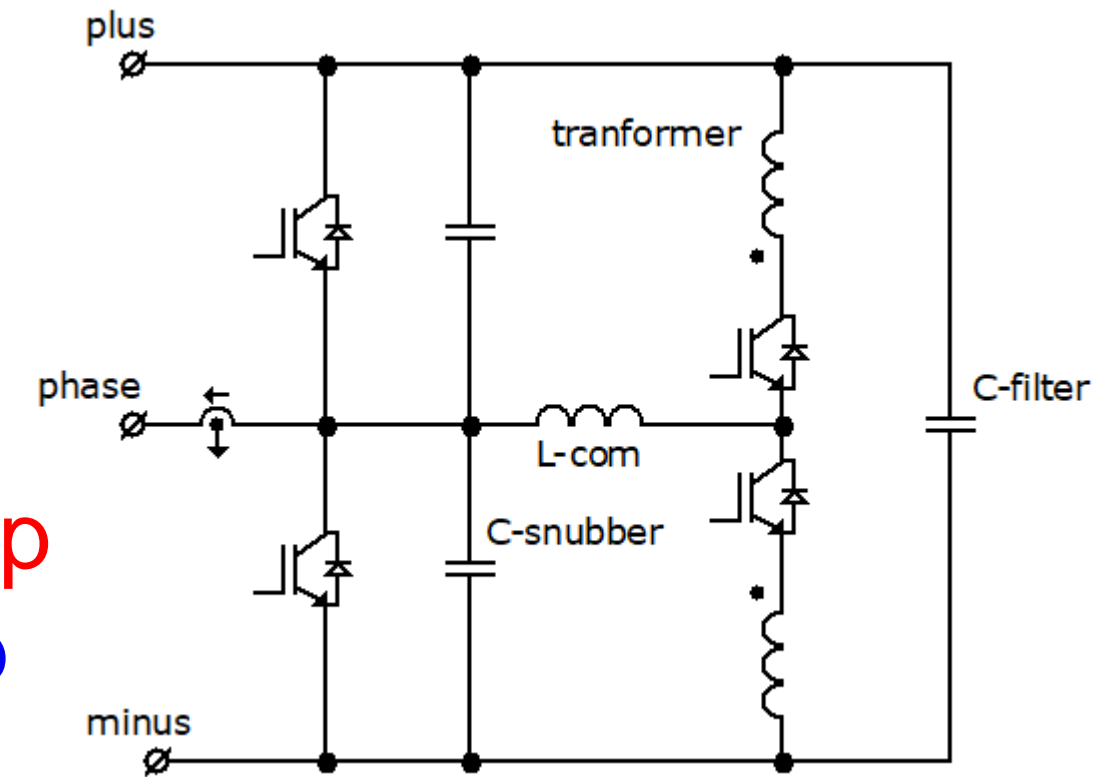 plus
tranformer
phase
C-filter
L-com
C-snubber
p
minus